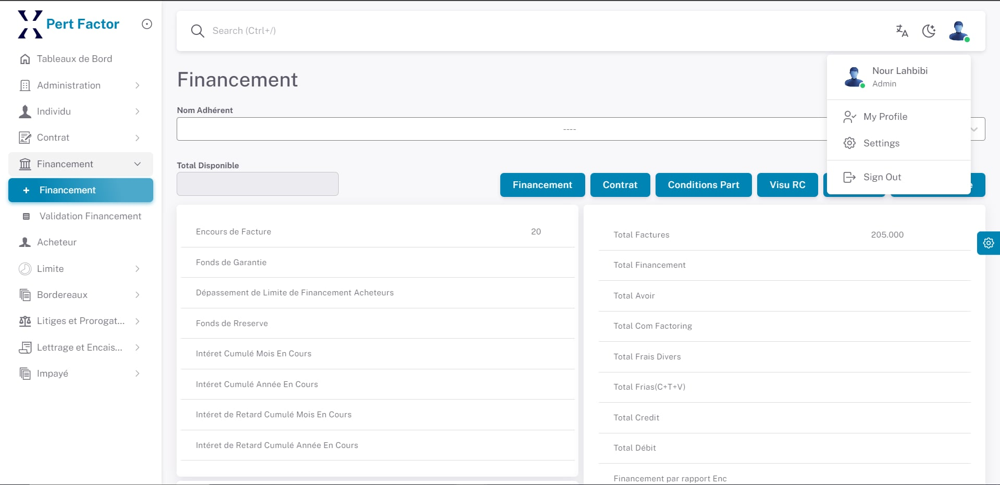 Pert Factor
Tableaux de Bord
Administration
Individu
Contrat
Financement
Financement
Validation Financement
Acheteur
Limite
Bordereaux
Litiges et Prorogat...
Lettrage et Encais...
Impayé
Search (Ctrl+/)
Nour Lahbibi
Admin
My Profile
Settings
Sign Out
Financement
Nom Adhérent
----
Total Disponible
Financement
Contrat
Conditions Part
Visu RC
Encours de Facture 20
Fonds de Garantie
Dépassement de Limite de Financement Acheteurs
Fonds de Rreserve
Intéret Cumulé Mois En Cours
Intéret Cumulé Année En Cours
Intéret de Retard Cumulé Mois En Cours
Intéret de Retard Cumulé Année En Cours
Total Factures 205.000
Total Financement
Total Avoir
Total Com Factoring
Total Frais Divers
Total Frias(C+T+V)
Total Credit
Total Débit
Financement par rapport Enc